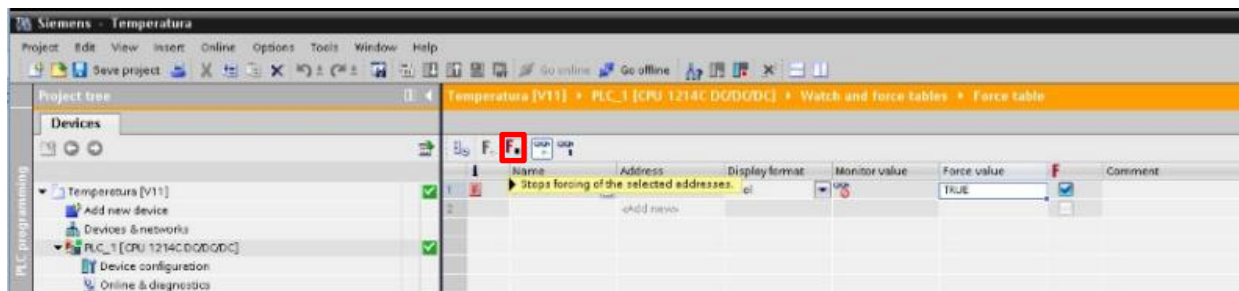 Siemens - Temperatura
Project Edit View Insert Online Options Tools Window Help
Save project Go online Go offline
Project tree
Temperatura [V11] PLC_1 [CPU 1214C DC/DC/DC] Watch and force tables Force table
Devices
F. F.
i Name Address Display format Monitor value Force value F Comment
Temperatura [V11]
1 F Stops forcing of the selected addresses. TRUE
Add new device
2 <Add new>
Devices & networks
PLC_1 [CPU 1214C DC/DC/DC]
Device configuration
Online & diagnostics
PLC programming